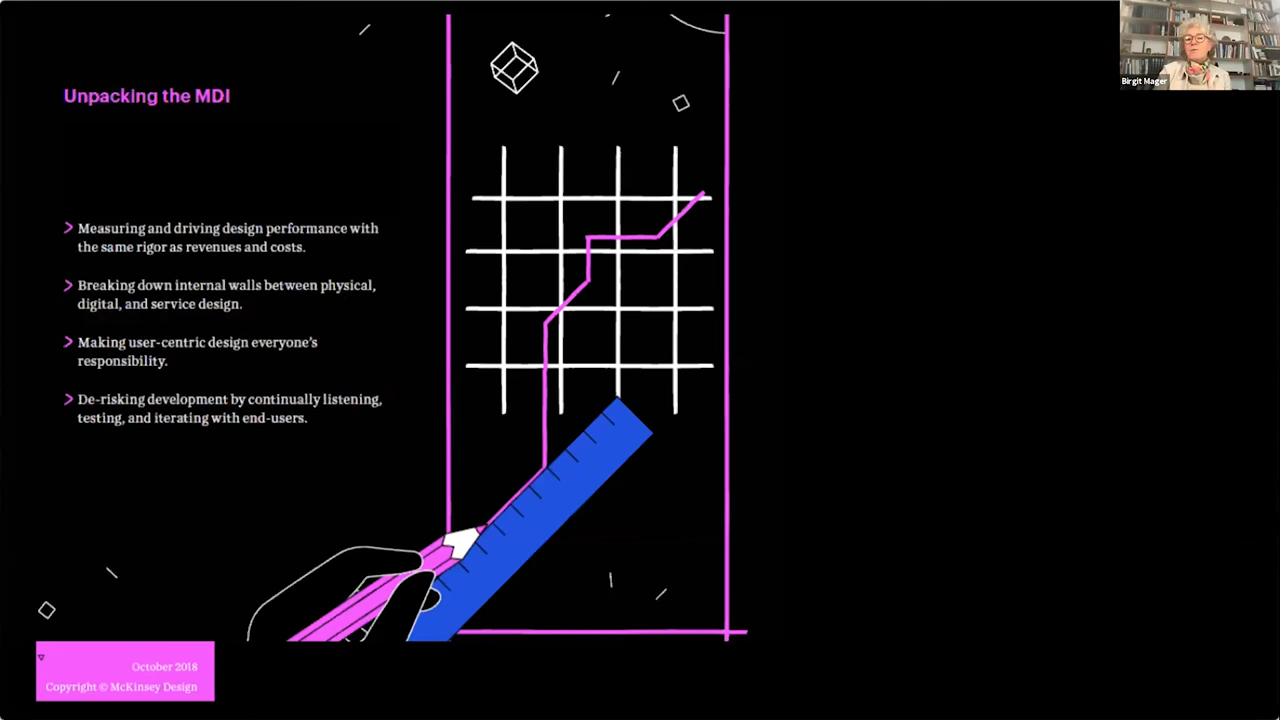 Birgit Mager
Unpacking the MDI
Measuring and driving design performance with
the same rigor as revenues and costs.
Breaking down internal walls between physical,
digital, and service design.
Making user-centric design everyone's
responsibility.
De-risking development by continually listening,
testing, and iterating with end-users.
October 2018
Copyright © McKinsey Design